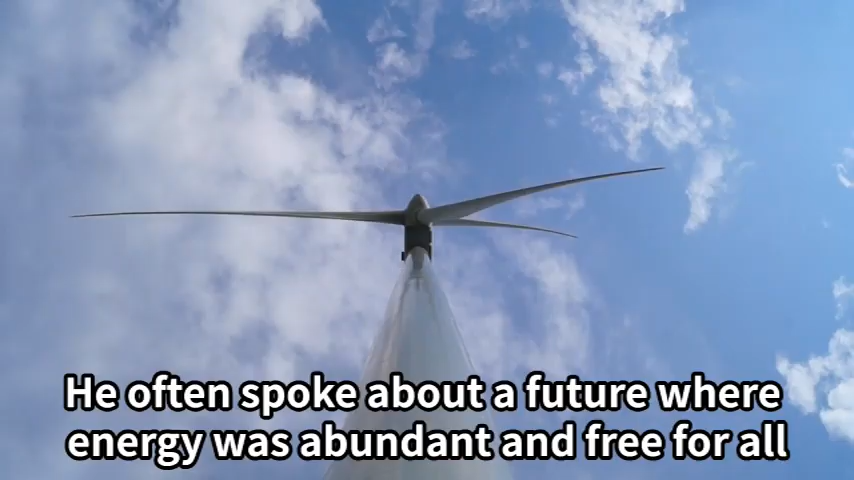 He often spoke about a future where
energy was abundant and free for all